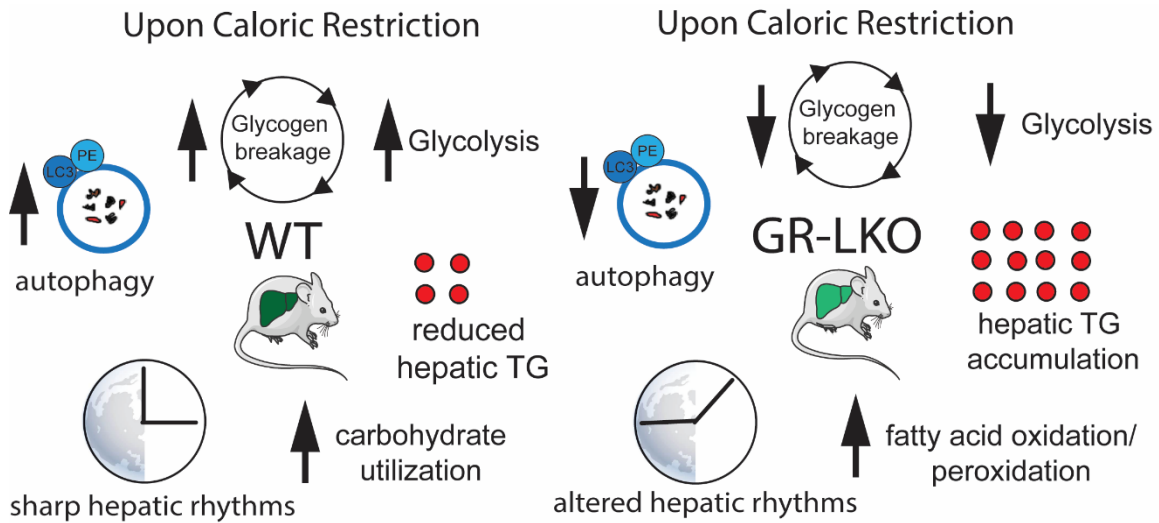 Upon Caloric Restriction
Glycogen
breakage
Glycolysis
PE
LC3
autophagy
WT
reduced
hepatic TG
sharp hepatic rhythms
carbohydrate
utilization
Upon Caloric Restriction
Glycogen
breakage
Glycolysis
PE
LC3
autophagy
GR-LKO
hepatic TG
accumulation
altered hepatic rhythms
fatty acid oxidation/
peroxidation